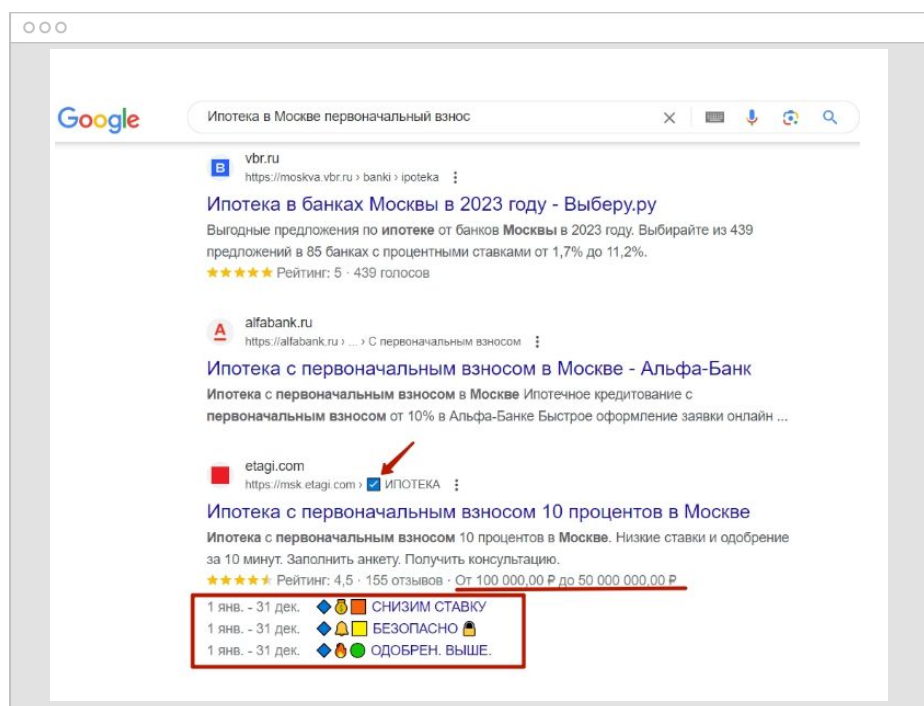 Google
Ипотека в Москве первоначальный взнос
vbr.ru
https://moskva.vbr.ru › banki › ipoteka
Ипотека в банках Москвы в 2023 году - Выберу.ру
Выгодные предложения по ипотеке от банков Москвы в 2023 году. Выбирайте из 439
предложений в 85 банках с процентными ставками от 1,7% до 11,2%.
★★★★★ Рейтинг: 5 · 439 голосов
alfabank.ru
https://alfabank.ru › ... › С первоначальным взносом
Ипотека с первоначальным взносом в Москве - Альфа-Банк
Ипотека с первоначальным взносом в Москве Ипотечное кредитование с
первоначальным взносом от 10% в Альфа-Банке Быстрое оформление заявки онлайн ...
etagi.com
https://msk.etagi.com › ☑ ИПОТЕКА
Ипотека с первоначальным взносом 10 процентов в Москве
Ипотека с первоначальным взносом 10 процентов в Москве. Низкие ставки и одобрение
за 10 минут. Заполнить анкету. Получить консультацию.
Рейтинг: 4,5 · 155 отзывов · От 100 000,00 ₽ до 50 000 000,00 ₽
1 янв. - 31 дек. 🔷💰🟧 СНИЗИМ СТАВКУ
1 янв. - 31 дек. 🔷🔔🟨 БЕЗОПАСНО 🔒
1 янв. - 31 дек. 🔷🔥🟢 ОДОБРЕН. ВЫШЕ.